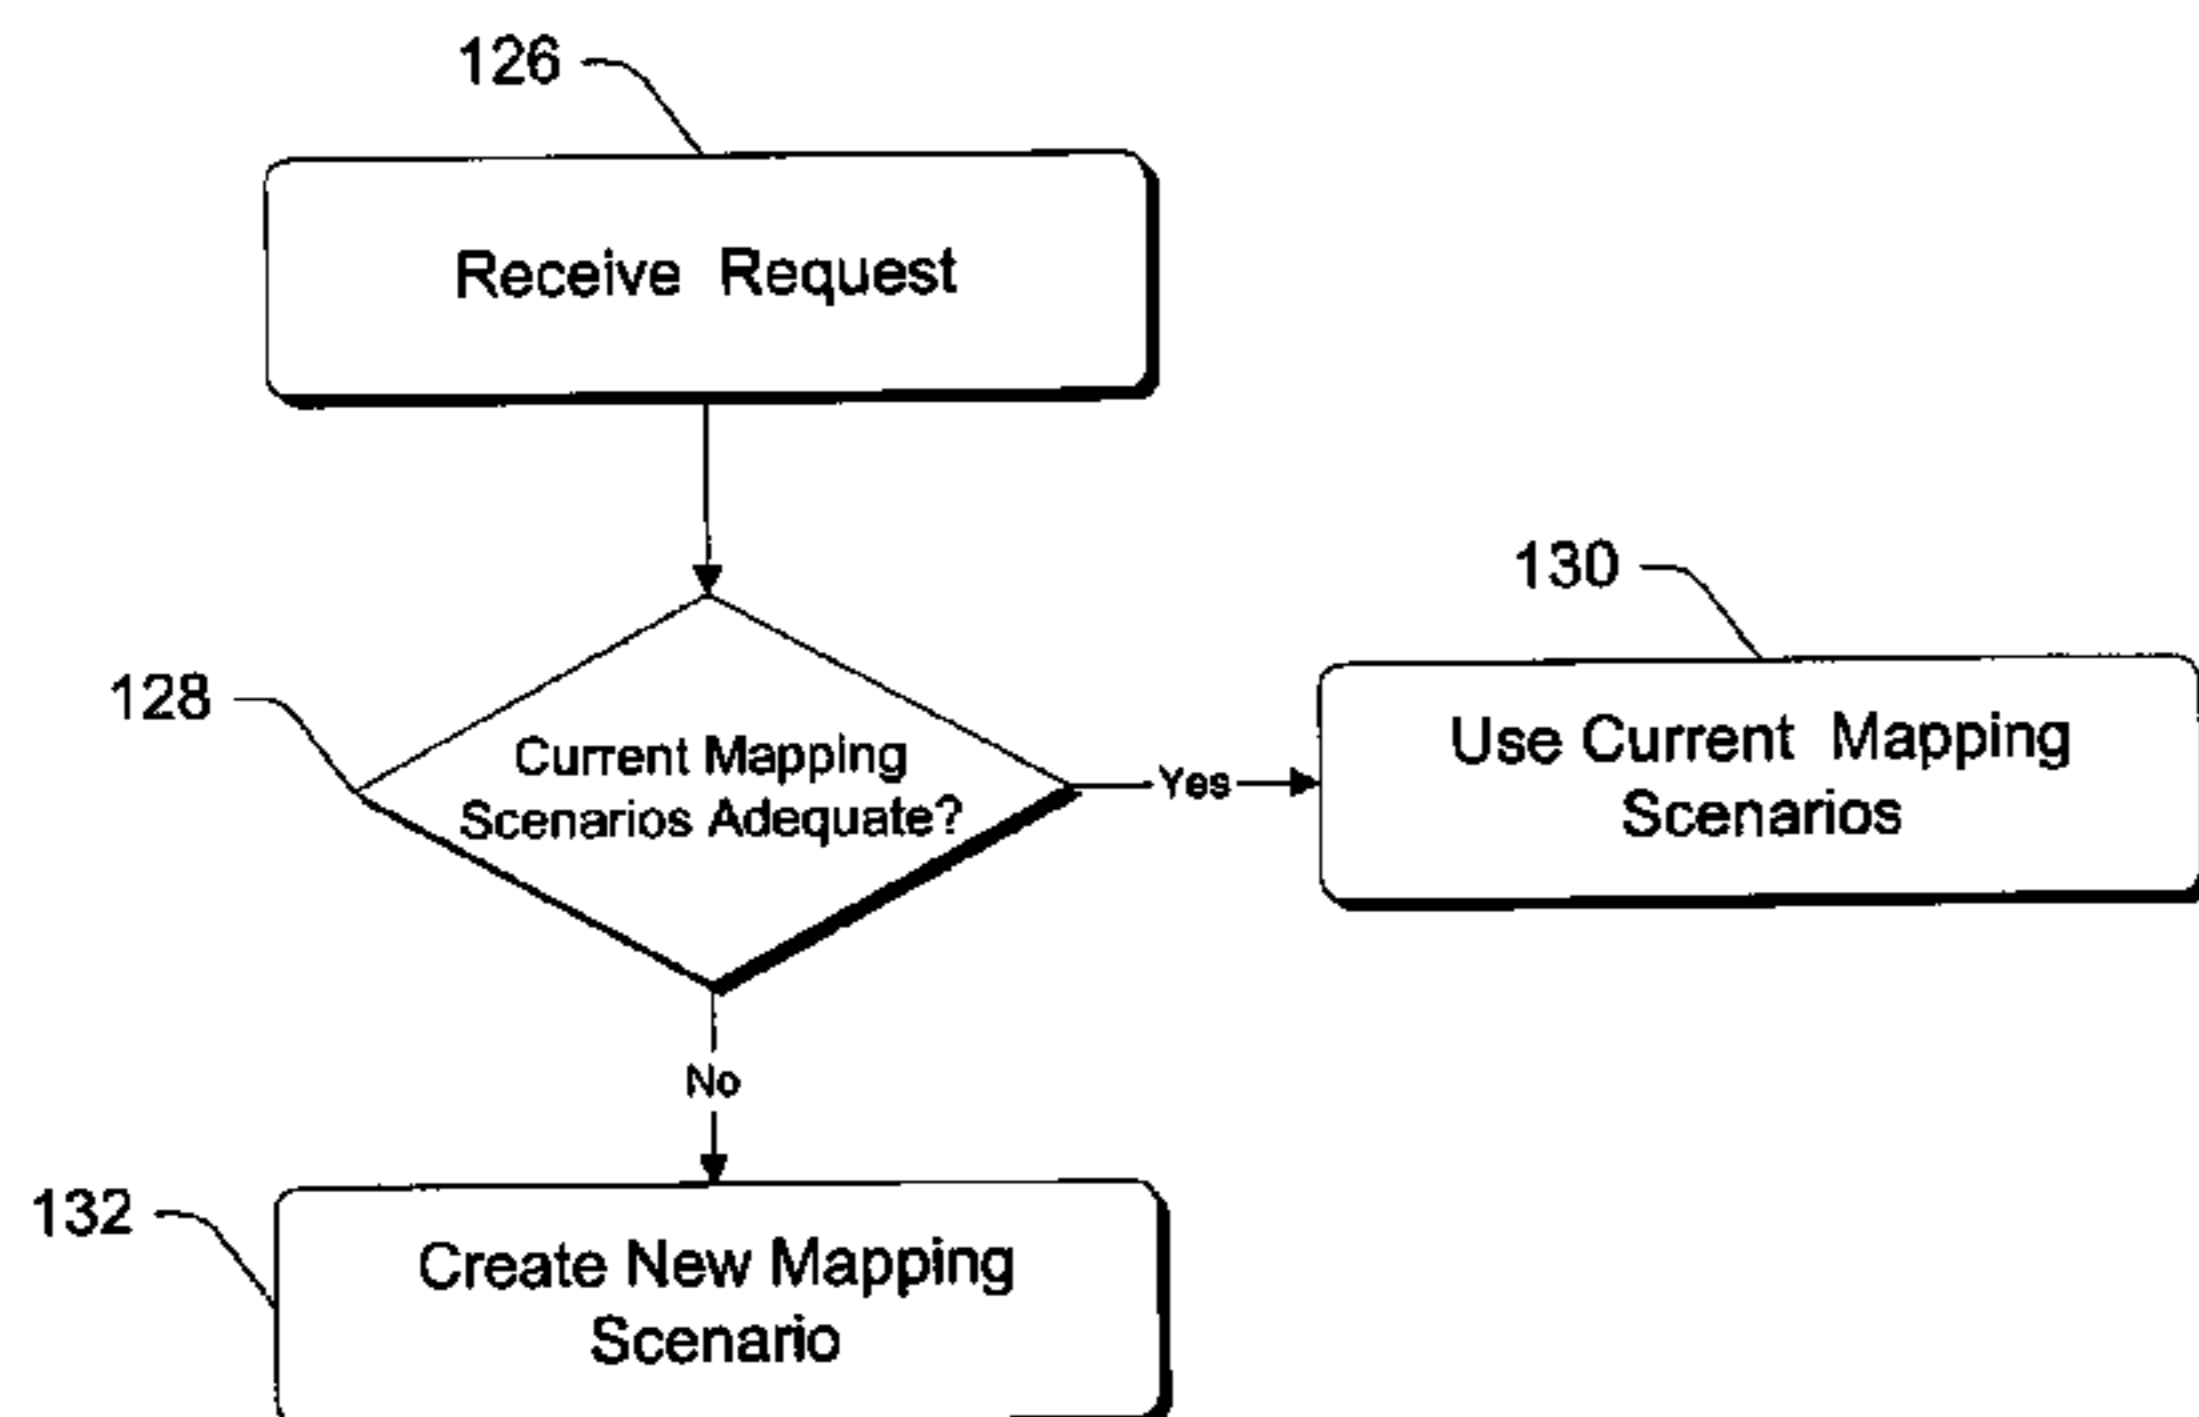 126
Receive Request
130
128
Current Mapping
Scenarios Adequate?
Yes
Use Current Mapping
Scenarios
No
132
Create New Mapping
Scenario